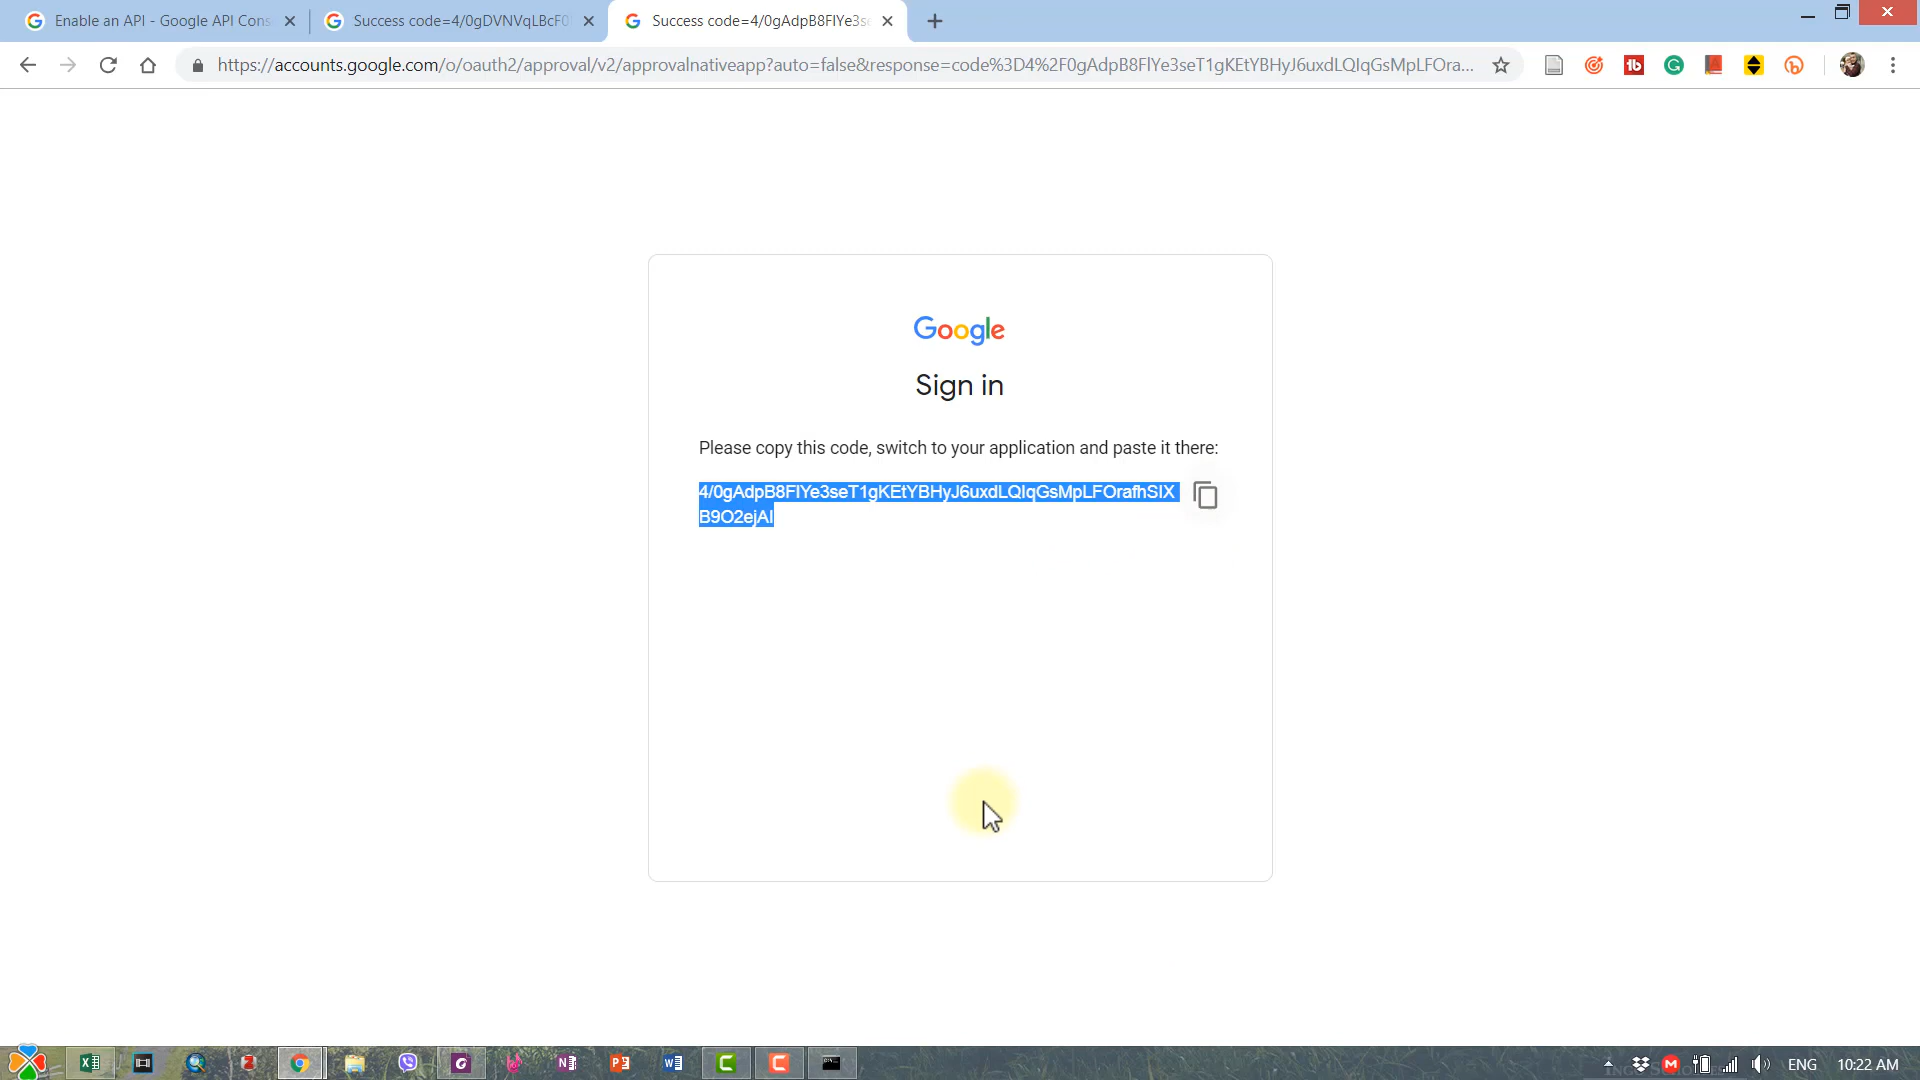 Enable an API - Google API Cons
Success code=4/0gDVNVqLBcF0
Success code=4/0gAdpB8FlYe3se
https://accounts.google.com/o/oauth2/approval/v2/approvalnativeapp?auto=false&response=code%3D4%2F0gAdpB8FlYe3seT1gKEtYBHyJ6uxdLQIqGsMpLFOra...
Google
Sign in
Please copy this code, switch to your application and paste it there:
4/0gAdpB8FlYe3seT1gKEtYBHyJ6uxdLQIqGsMpLFOrafhSIX
B9O2ejAI
ENG
10:22 AM